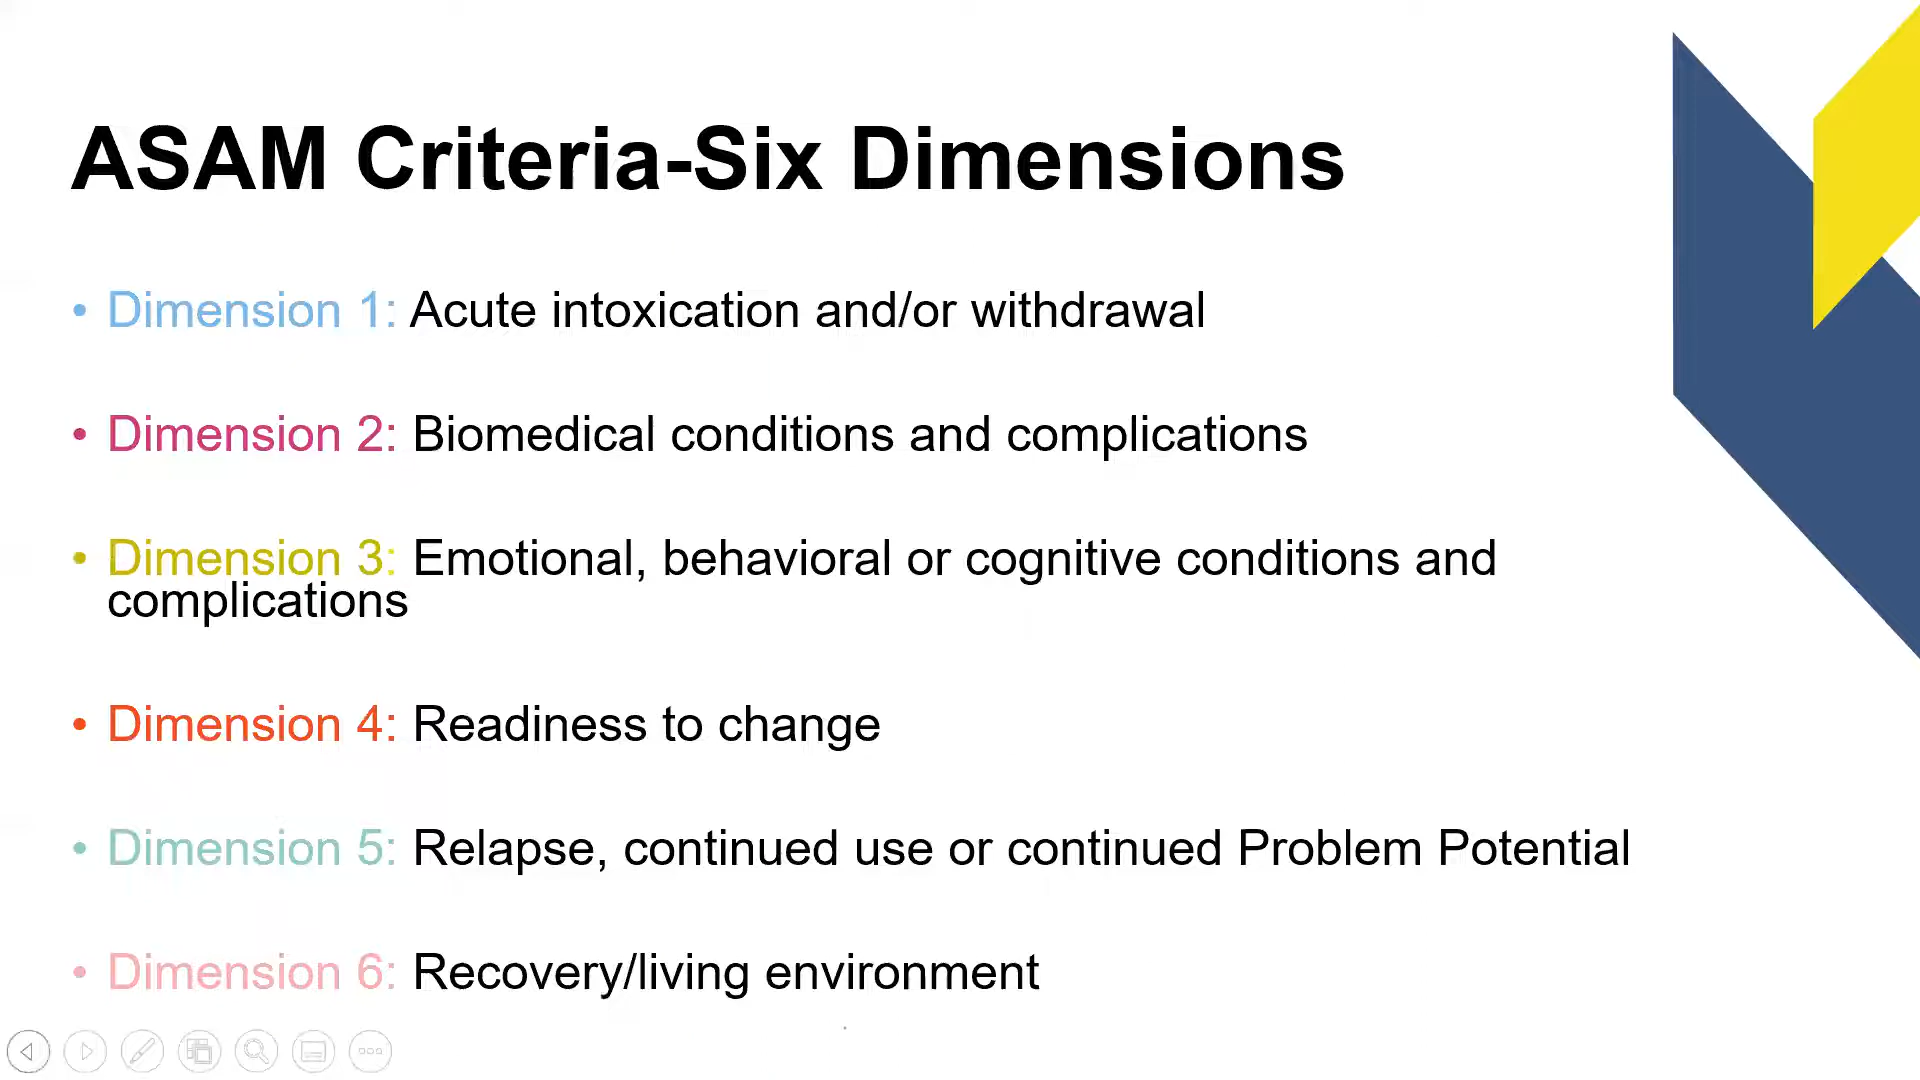 ASAM Criteria-Six Dimensions
• Dimension 1: Acute intoxication and/or withdrawal
• Dimension 2: Biomedical conditions and complications
• Dimension 3: Emotional, behavioral or cognitive conditions and
complications
• Dimension 4: Readiness to change
• Dimension 5: Relapse, continued use or continued Problem Potential
• Dimension 6: Recovery/living environment